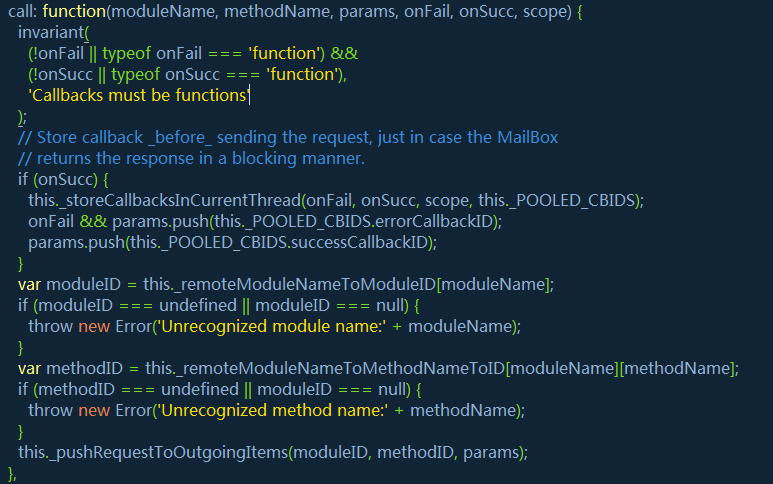 call: function(moduleName, methodName, params, onFail, onSucc, scope) {
invariant(
(!onFail || typeof onFail === 'function') &&
(!onSucc || typeof onSucc === 'function'),
'Callbacks must be functions'
);
// Store callback _before_ sending the request, just in case the MailBox
// returns the response in a blocking manner.
if (onSucc) {
this._storeCallbacksInCurrentThread(onFail, onSucc, scope, this._POOLED_CBIDS);
onFail && params.push(this._POOLED_CBIDS.errorCallbackID);
params.push(this._POOLED_CBIDS.successCallbackID);
}
var moduleID = this._remoteModuleNameToModuleID[moduleName];
if (moduleID === undefined || moduleID === null) {
throw new Error('Unrecognized module name:' + moduleName);
}
var methodID = this._remoteModuleNameToMethodNameToID[moduleName][methodName];
if (methodID === undefined || moduleID === null) {
throw new Error('Unrecognized method name:' + methodName);
}
this._pushRequestToOutgoingItems(moduleID, methodID, params);
},